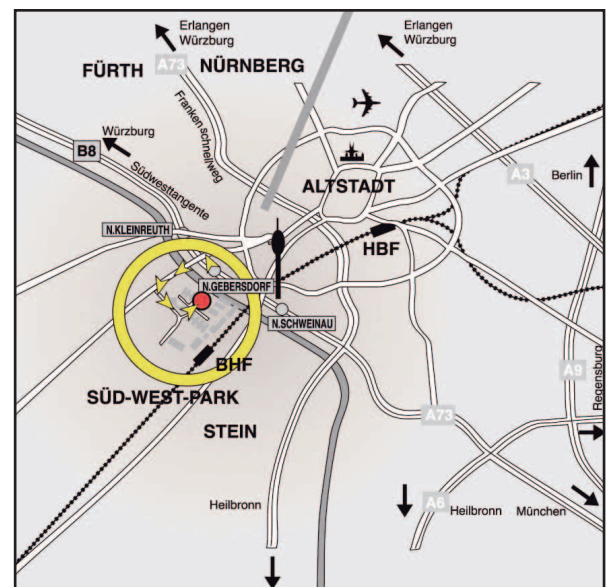 Erlangen
Würzburg
Erlangen
Würzburg
A73
FÜRTH
NÜRNBERG
Frankenschnellweg
Würzburg
B8
Südwesttangente
ALTSTADT
A3
Berlin
N.KLEINREUTH
HBF
N.GEBERSDORF
N.SCHWEINAU
BHF
A9
Regensburg
SÜD-WEST-PARK
A73
STEIN
Heilbronn
A6
Heilbronn
München